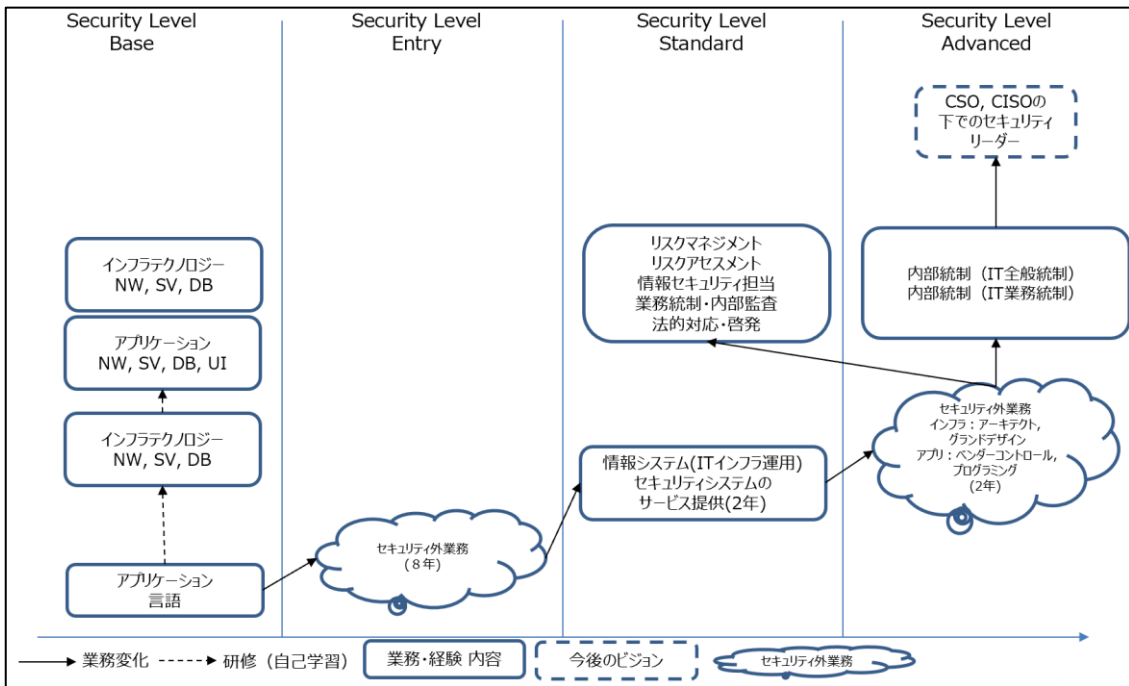 Security Level
Base
Security Level
Entry
Security Level
Standard
Security Level
Advanced
CSO, CISOの
下でのセキュリティ
リーダー
インフラテクノロジー
NW, SV, DB
アプリケーション
NW, SV, DB, UI
インフラテクノロジー
NW, SV, DB
アプリケーション
言語
セキュリティ外業務
(8年)
リスクマネジメント
リスクアセスメント
情報セキュリティ担当
業務統制・内部監査
法的対応・啓発
情報システム(ITインフラ運用)
セキュリティシステムの
サービス提供(2年)
内部統制（IT全般統制）
内部統制（IT業務統制）
セキュリティ外業務
インフラ：アーキテクト,
グランドデザイン
アプリ：ベンダーコントロール,
プログラミング
(2年)
業務変化
研修（自己学習）
業務・経験 内容
今後のビジョン
セキュリティ外業務